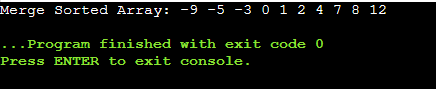 Merge Sorted Array: -9 -5 -3 0 1 2 4 7 8 12
...Program finished with exit code 0
Press ENTER to exit console.